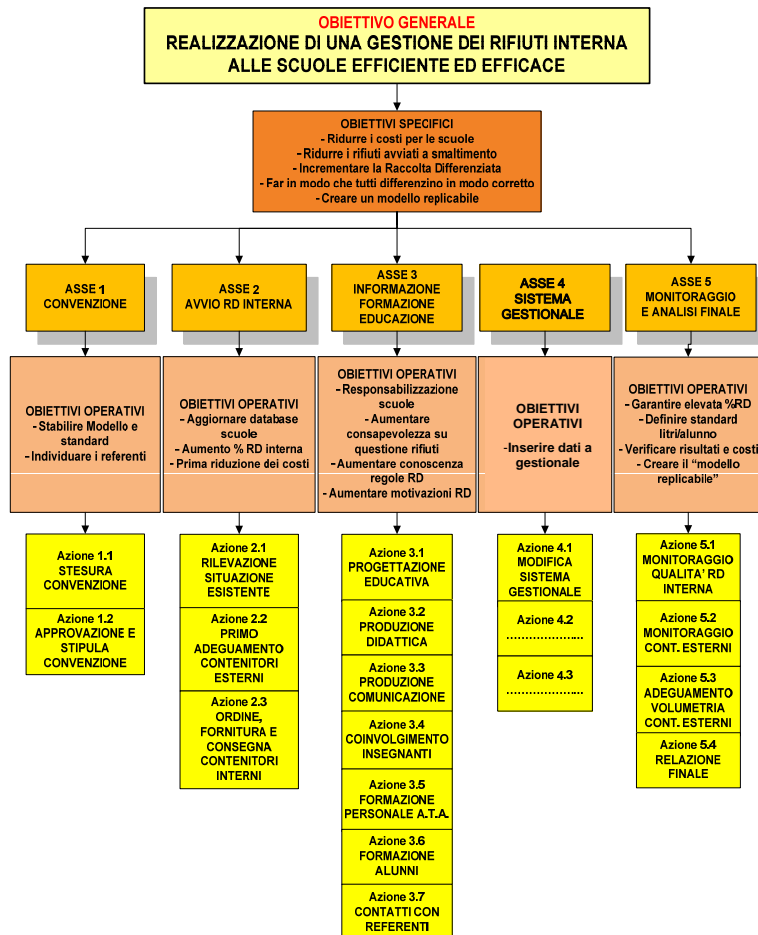 OBIETTIVO GENERALE
REALIZZAZIONE DI UNA GESTIONE DEI RIFIUTI INTERNA
ALLE SCUOLE EFFICIENTE ED EFFICACE
OBIETTIVI SPECIFICI
- Ridurre i costi per le scuole
- Ridurre i rifiuti avviati a smaltimento
- Incrementare la Raccolta Differenziata
- Far in modo che tutti differenzino in modo corretto
- Creare un modello replicabile
ASSE 1
CONVENZIONE
OBIETTIVI OPERATIVI
- Stabilire Modello e
standard
- Individuare i referenti
Azione 1.1
STESURA
CONVENZIONE
Azione 1.2
APPROVAZIONE E
STIPULA
CONVENZIONE
ASSE 2
AVVIO RD INTERNA
OBIETTIVI OPERATIVI
- Aggiornare database
scuole
- Aumento % RD interna
- Prima riduzione dei costi
Azione 2.1
RILEVAZIONE
SITUAZIONE
ESISTENTE
Azione 2.2
PRIMO
ADEGUAMENTO
CONTENITORI
ESTERNI
Azione 2.3
ORDINE,
FORNITURA E
CONSEGNA
CONTENITORI
INTERNI
ASSE 3
INFORMAZIONE
FORMAZIONE
EDUCAZIONE
OBIETTIVI OPERATIVI
- Responsabilizzazione
scuole
- Aumentare
consapevolezza su
questione rifiuti
- Aumentare conoscenza
regole RD
- Aumentare motivazioni RD
Azione 3.1
PROGETTAZIONE
EDUCATIVA
Azione 3.2
PRODUZIONE
DIDATTICA
Azione 3.3
PRODUZIONE
COMUNICAZIONE
Azione 3.4
COINVOLGIMENTO
INSEGNANTI
Azione 3.5
FORMAZIONE
PERSONALE A.T.A.
Azione 3.6
FORMAZIONE
ALUNNI
Azione 3.7
CONTATTI CON
REFERENTI
ASSE 4
SISTEMA
GESTIONALE
OBIETTIVI
OPERATIVI
-Inserire dati a
gestionale
Azione 4.1
MODIFICA
SISTEMA
GESTIONALE
Azione 4.2
.....................
Azione 4.3
.....................
ASSE 5
MONITORAGGIO
E ANALISI FINALE
OBIETTIVI OPERATIVI
- Garantire elevata %RD
- Definire standard
litri/alunno
- Verificare risultati e costi
- Creare il “modello
replicabile”
Azione 5.1
MONITORAGGIO
QUALITA’ RD
INTERNA
Azione 5.2
MONITORAGGIO
CONT. ESTERNI
Azione 5.3
ADEGUAMENTO
VOLUMETRIA
CONT. ESTERNI
Azione 5.4
RELAZIONE
FINALE